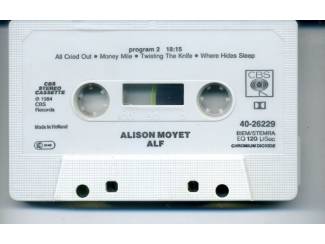 program 2 18:15
All Cried Out • Money Mile • Twisting The Knife • Where Hides Sleep
CBS
STEREO
CASSETTE
℗ 1984
CBS
Records
CBS
Made in Holland
40-26229
ALISON MOYET
ALF
BIEM/STEMRA
EQ 120 μSec
CHROMIUM DIOXIDE